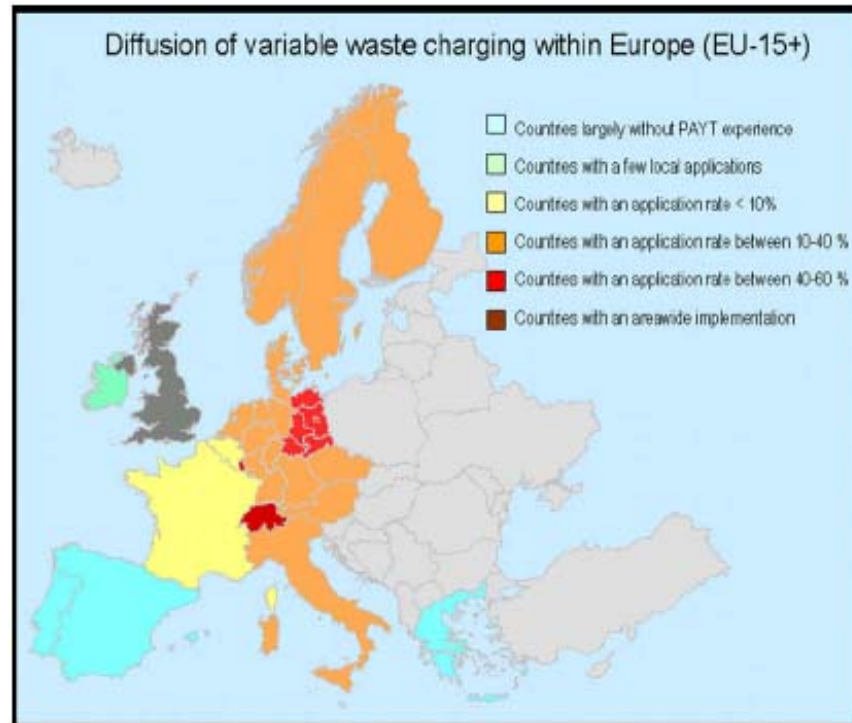 Diffusion of variable waste charging within Europe (EU-15+)
Countries largely without PAYT experience
Countries with a few local applications
Countries with an application rate < 10%
Countries with an application rate between 10-40 %
Countries with an application rate between 40-60 %
Countries with an areawide implementation